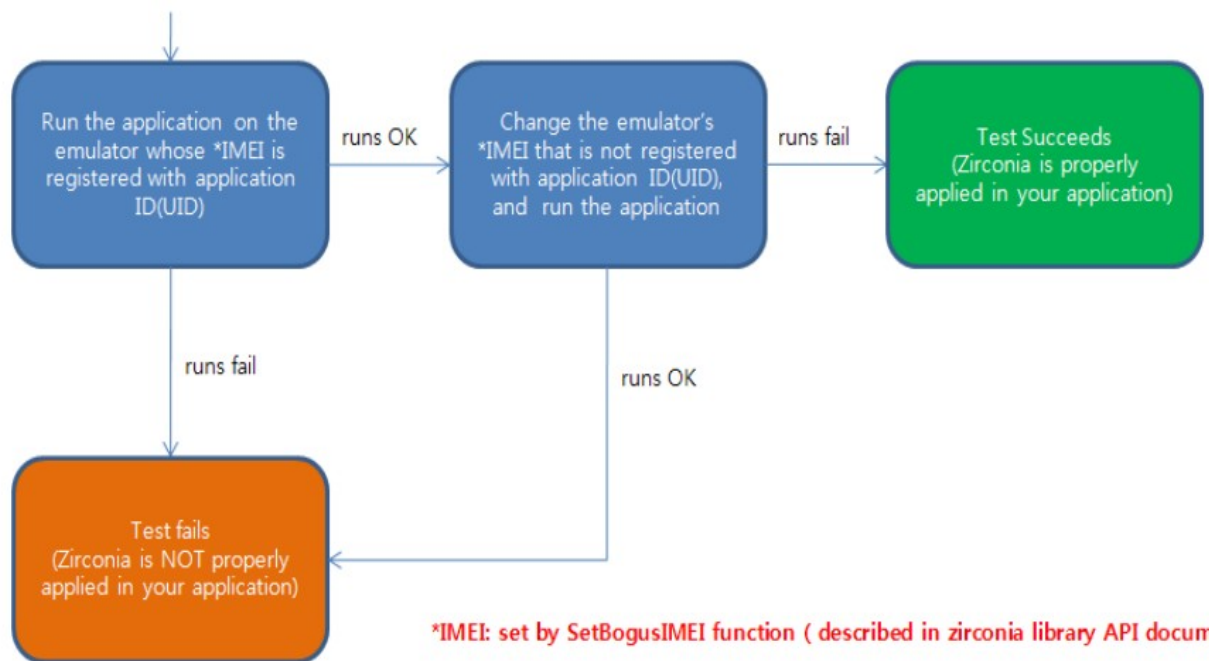 Run the application on the
emulator whose *IMEI is
registered with application
ID(UID)
runs OK
Change the emulator's
*IMEI that is not registered
with application ID(UID),
and run the application
runs fail
Test Succeeds
(Zirconia is properly
applied in your application)
runs fail
runs OK
Test fails
(Zirconia is NOT properly
applied in your application)
*IMEI: set by SetBogusIMEI function ( described in zirconia library API docum